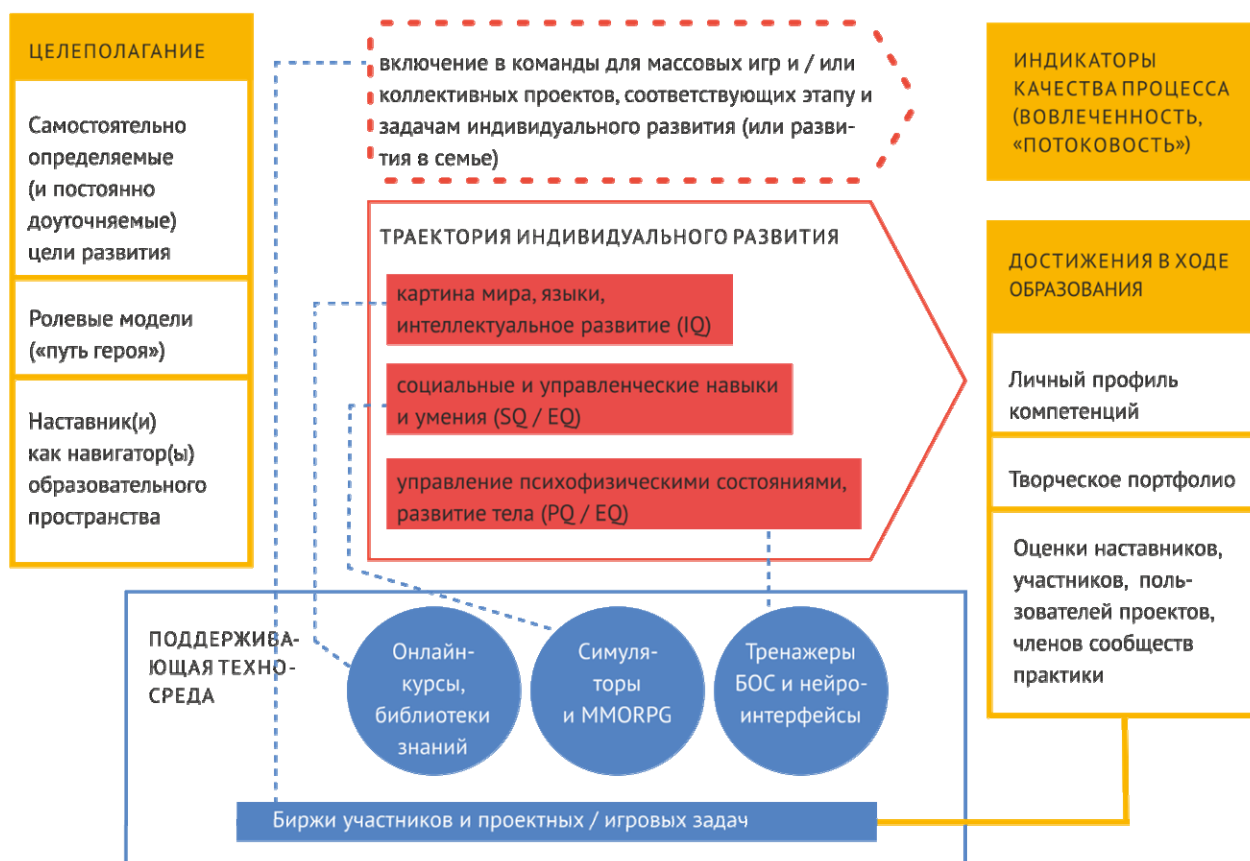 ЦЕЛЕПОЛАГАНИЕ
Самостоятельно
определяемые
(и постоянно
доуточняемые)
цели развития
Ролевые модели
(«путь героя»)
Наставник(и)
как навигатор(ы)
образовательного
пространства
включение в команды для массовых игр и / или
коллективных проектов, соответствующих этапу и
задачам индивидуального развития (или разви-
тия в семье)
ТРАЕКТОРИЯ ИНДИВИДУАЛЬНОГО РАЗВИТИЯ
картина мира, языки,
интеллектуальное развитие (IQ)
социальные и управленческие навыки
и умения (SQ / EQ)
управление психофизическими состояниями,
развитие тела (PQ / EQ)
ИНДИКАТОРЫ
КАЧЕСТВА ПРОЦЕССА
(ВОВЛЕЧЕННОСТЬ,
«ПОТОКОВОСТЬ»)
ДОСТИЖЕНИЯ В ХОДЕ
ОБРАЗОВАНИЯ
Личный профиль
компетенций
Творческое портфолио
Оценки наставников,
участников, поль-
зователей проектов,
членов сообществ
практики
ПОДДЕРЖИВА-
ЮЩАЯ ТЕХНО-
СРЕДА
Онлайн-
курсы,
библиотеки
знаний
Симуля-
торы
и MMORPG
Тренажеры
БОС и нейро-
интерфейсы
Биржи участников и проектных / игровых задач